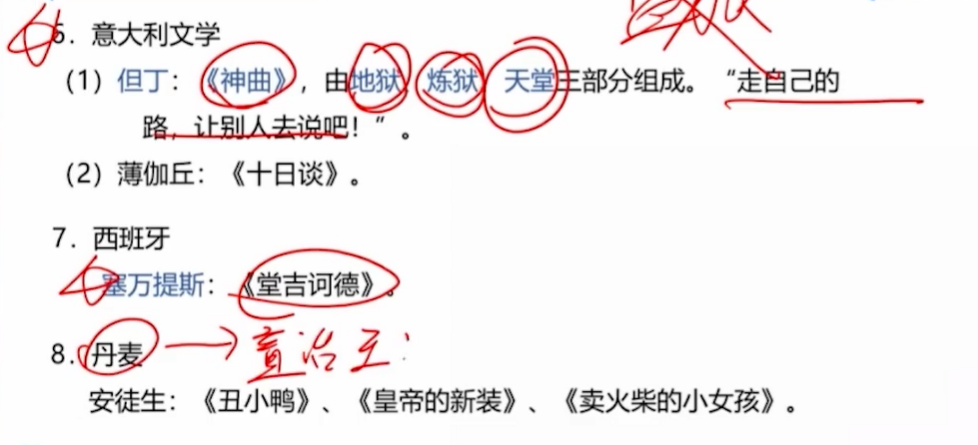 6. 意大利文学
（1）但丁：《神曲》，由地狱 炼狱 天堂三部分组成。“走自己的
路，让别人去说吧！”。
（2）薄伽丘：《十日谈》。
7. 西班牙
塞万提斯：《堂吉诃德》。
8. 丹麦
安徒生：《丑小鸭》、《皇帝的新装》、《卖火柴的小女孩》。